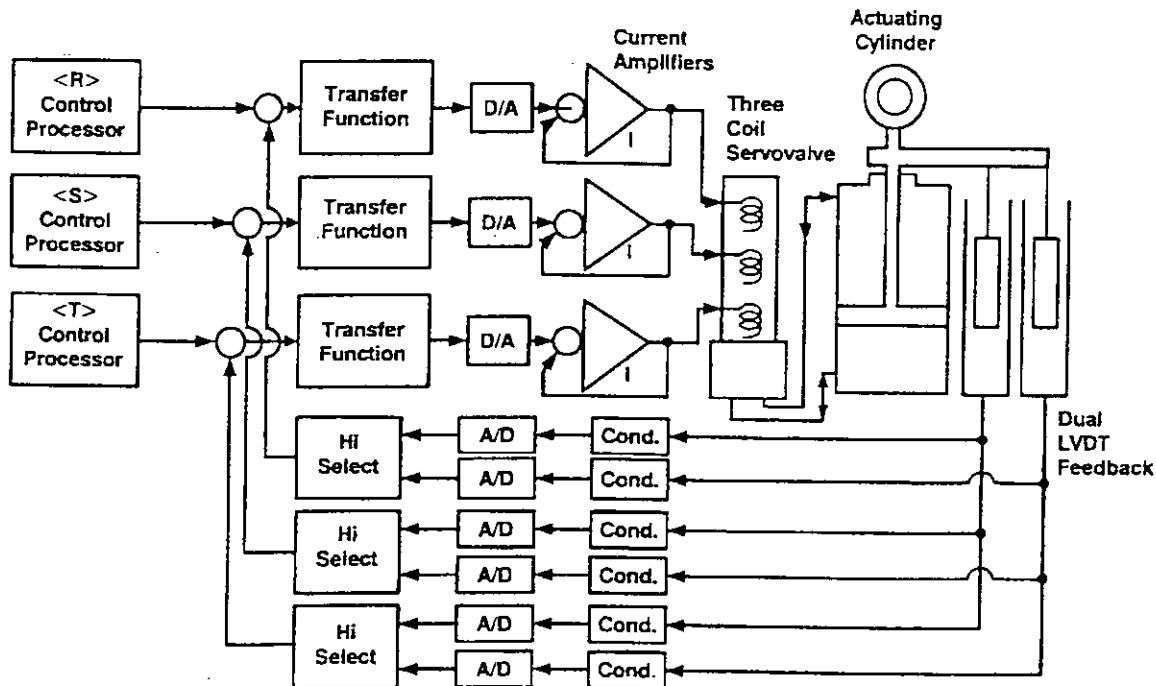 Actuating
Cylinder
Current
Amplifiers
Three
Coil
Servovalve
<R>
Control
Processor
Transfer
Function
D/A
I
<S>
Control
Processor
Transfer
Function
D/A
I
<T>
Control
Processor
Transfer
Function
D/A
I
Dual
LVDT
Feedback
Hi
Select
A/D
Cond.
A/D
Cond.
Hi
Select
A/D
Cond.
A/D
Cond.
Hi
Select
A/D
Cond.
A/D
Cond.